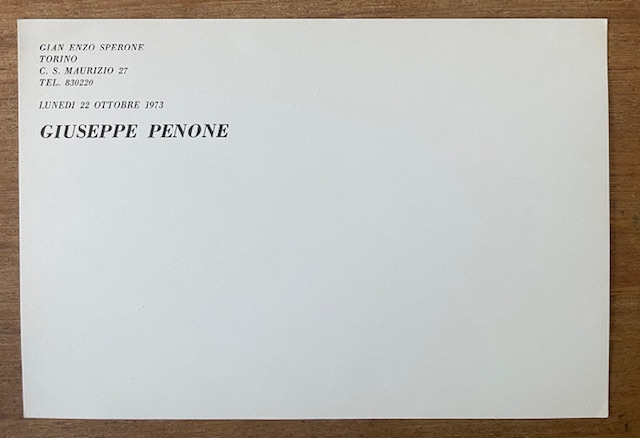 GIAN ENZO SPERONE
TORINO
C. S. MAURIZIO 27
TEL. 830220
LUNEDI 22 OTTOBRE 1973
GIUSEPPE PENONE